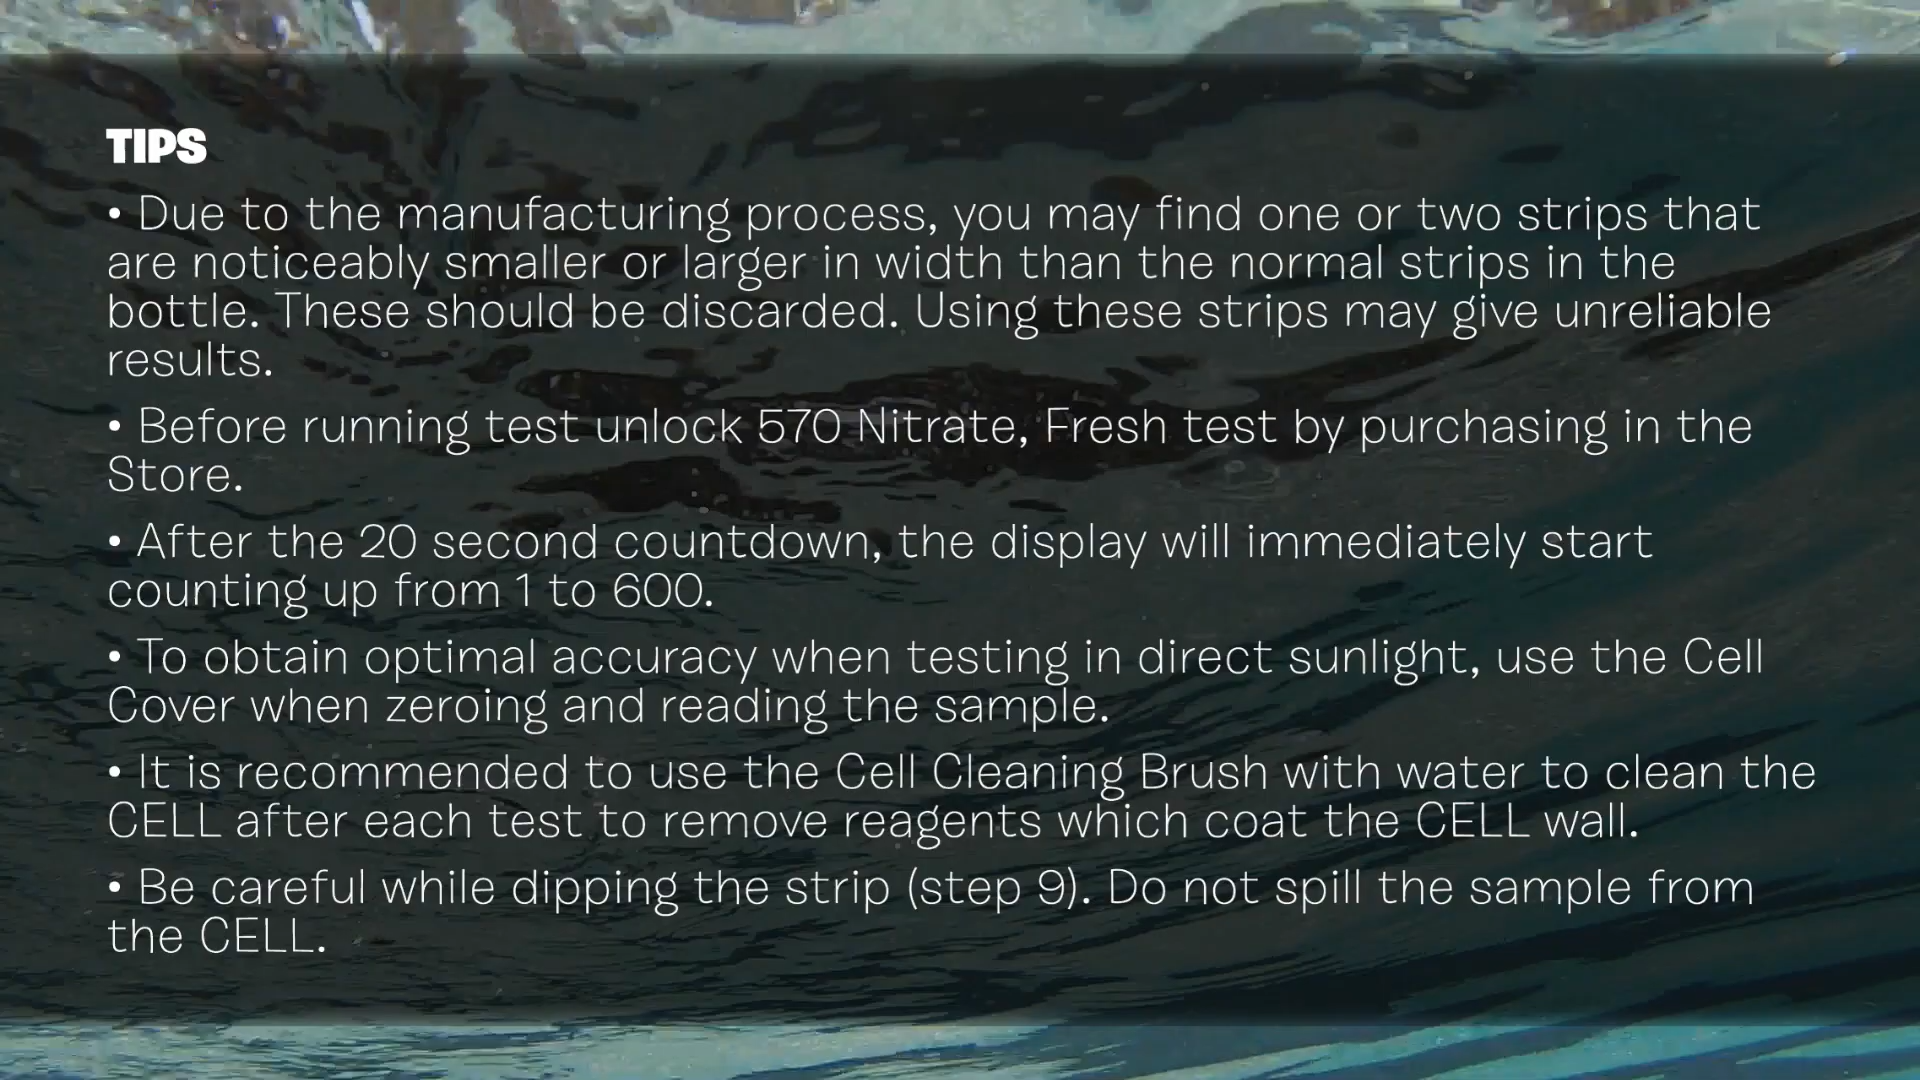 TIPS
• Due to the manufacturing process, you may find one or two strips that
are noticeably smaller or larger in width than the normal strips in the
bottle. These should be discarded. Using these strips may give unreliable
results.
• Before running test unlock 570 Nitrate, Fresh test by purchasing in the
Store.
• After the 20 second countdown, the display will immediately start
counting up from 1 to 600.
• To obtain optimal accuracy when testing in direct sunlight, use the Cell
Cover when zeroing and reading the sample.
• It is recommended to use the Cell Cleaning Brush with water to clean the
CELL after each test to remove reagents which coat the CELL wall.
• Be careful while dipping the strip (step 9). Do not spill the sample from
the CELL.